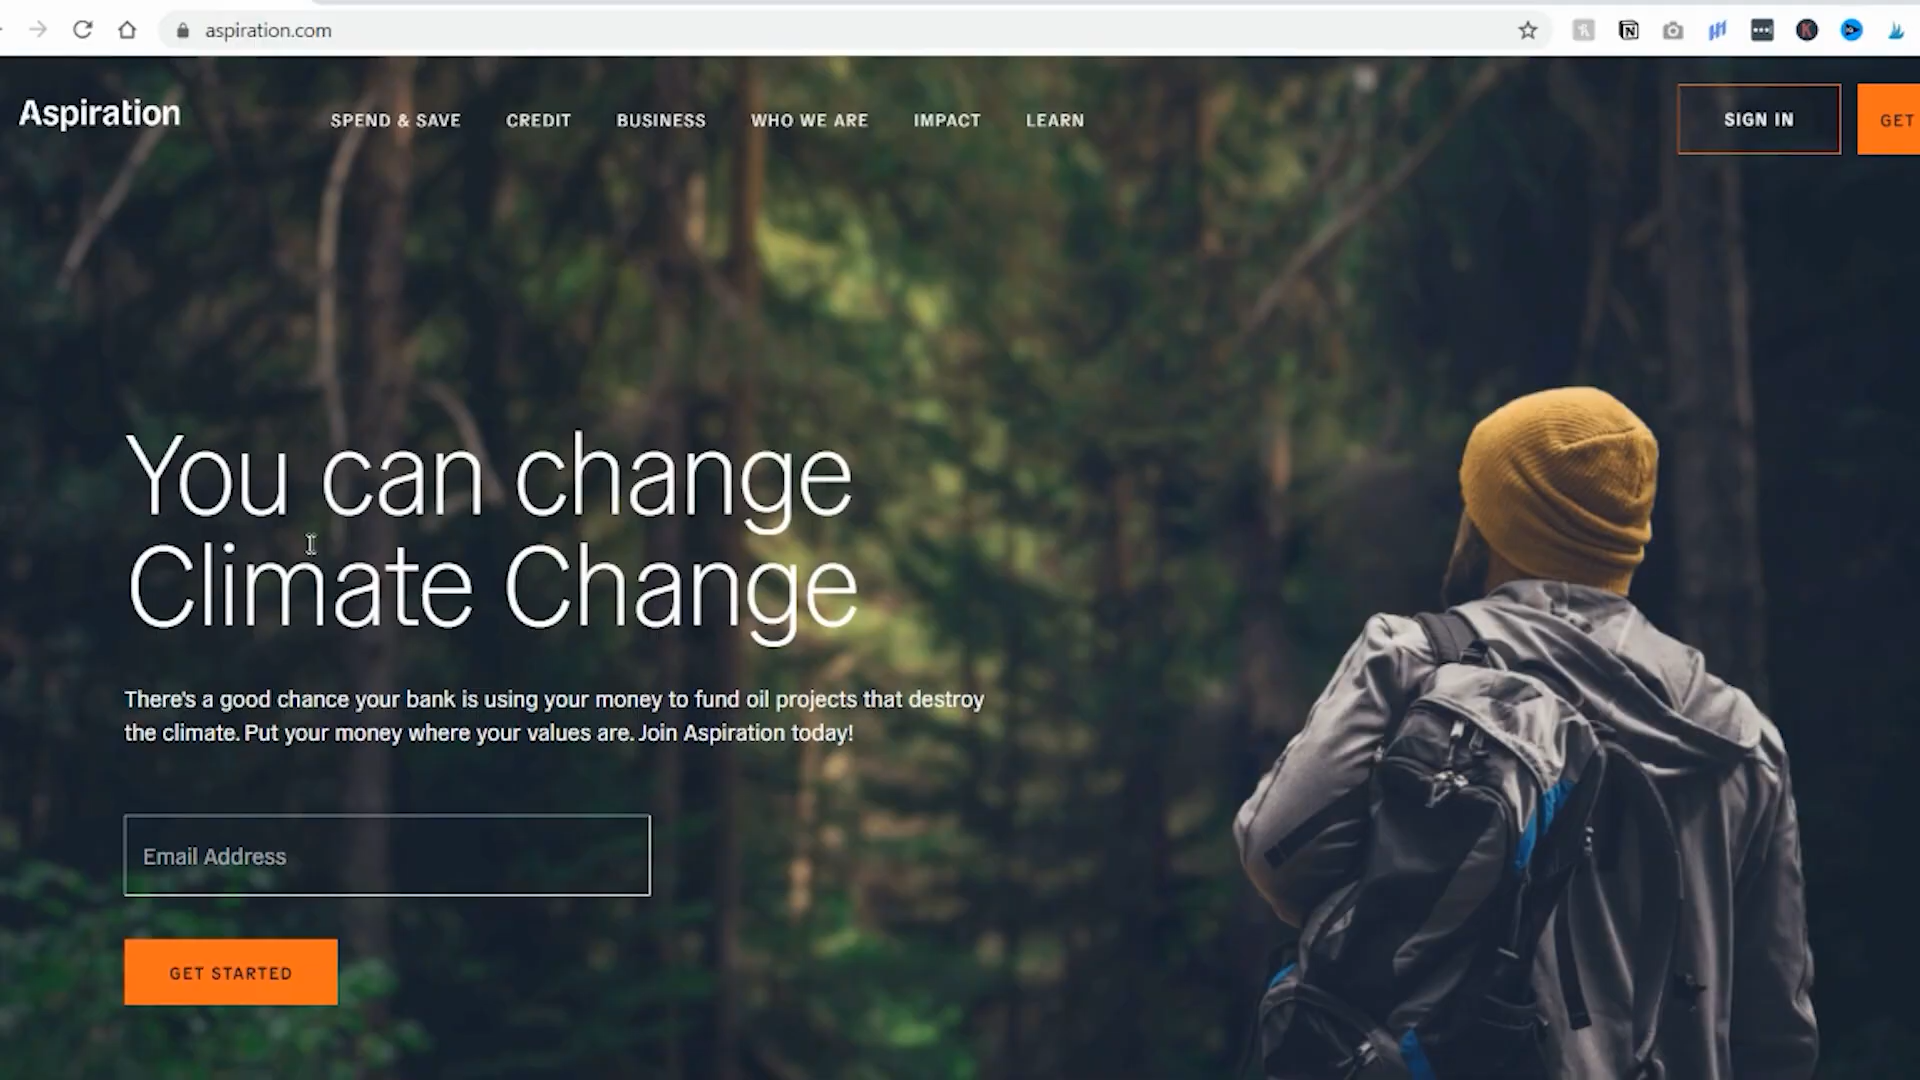 aspiration.com
Aspiration
SPEND & SAVE CREDIT BUSINESS WHO WE ARE IMPACT LEARN
SIGN IN
GET
You can change
Climate Change
There's a good chance your bank is using your money to fund oil projects that destroy
the climate. Put your money where your values are. Join Aspiration today!
Email Address
GET STARTED